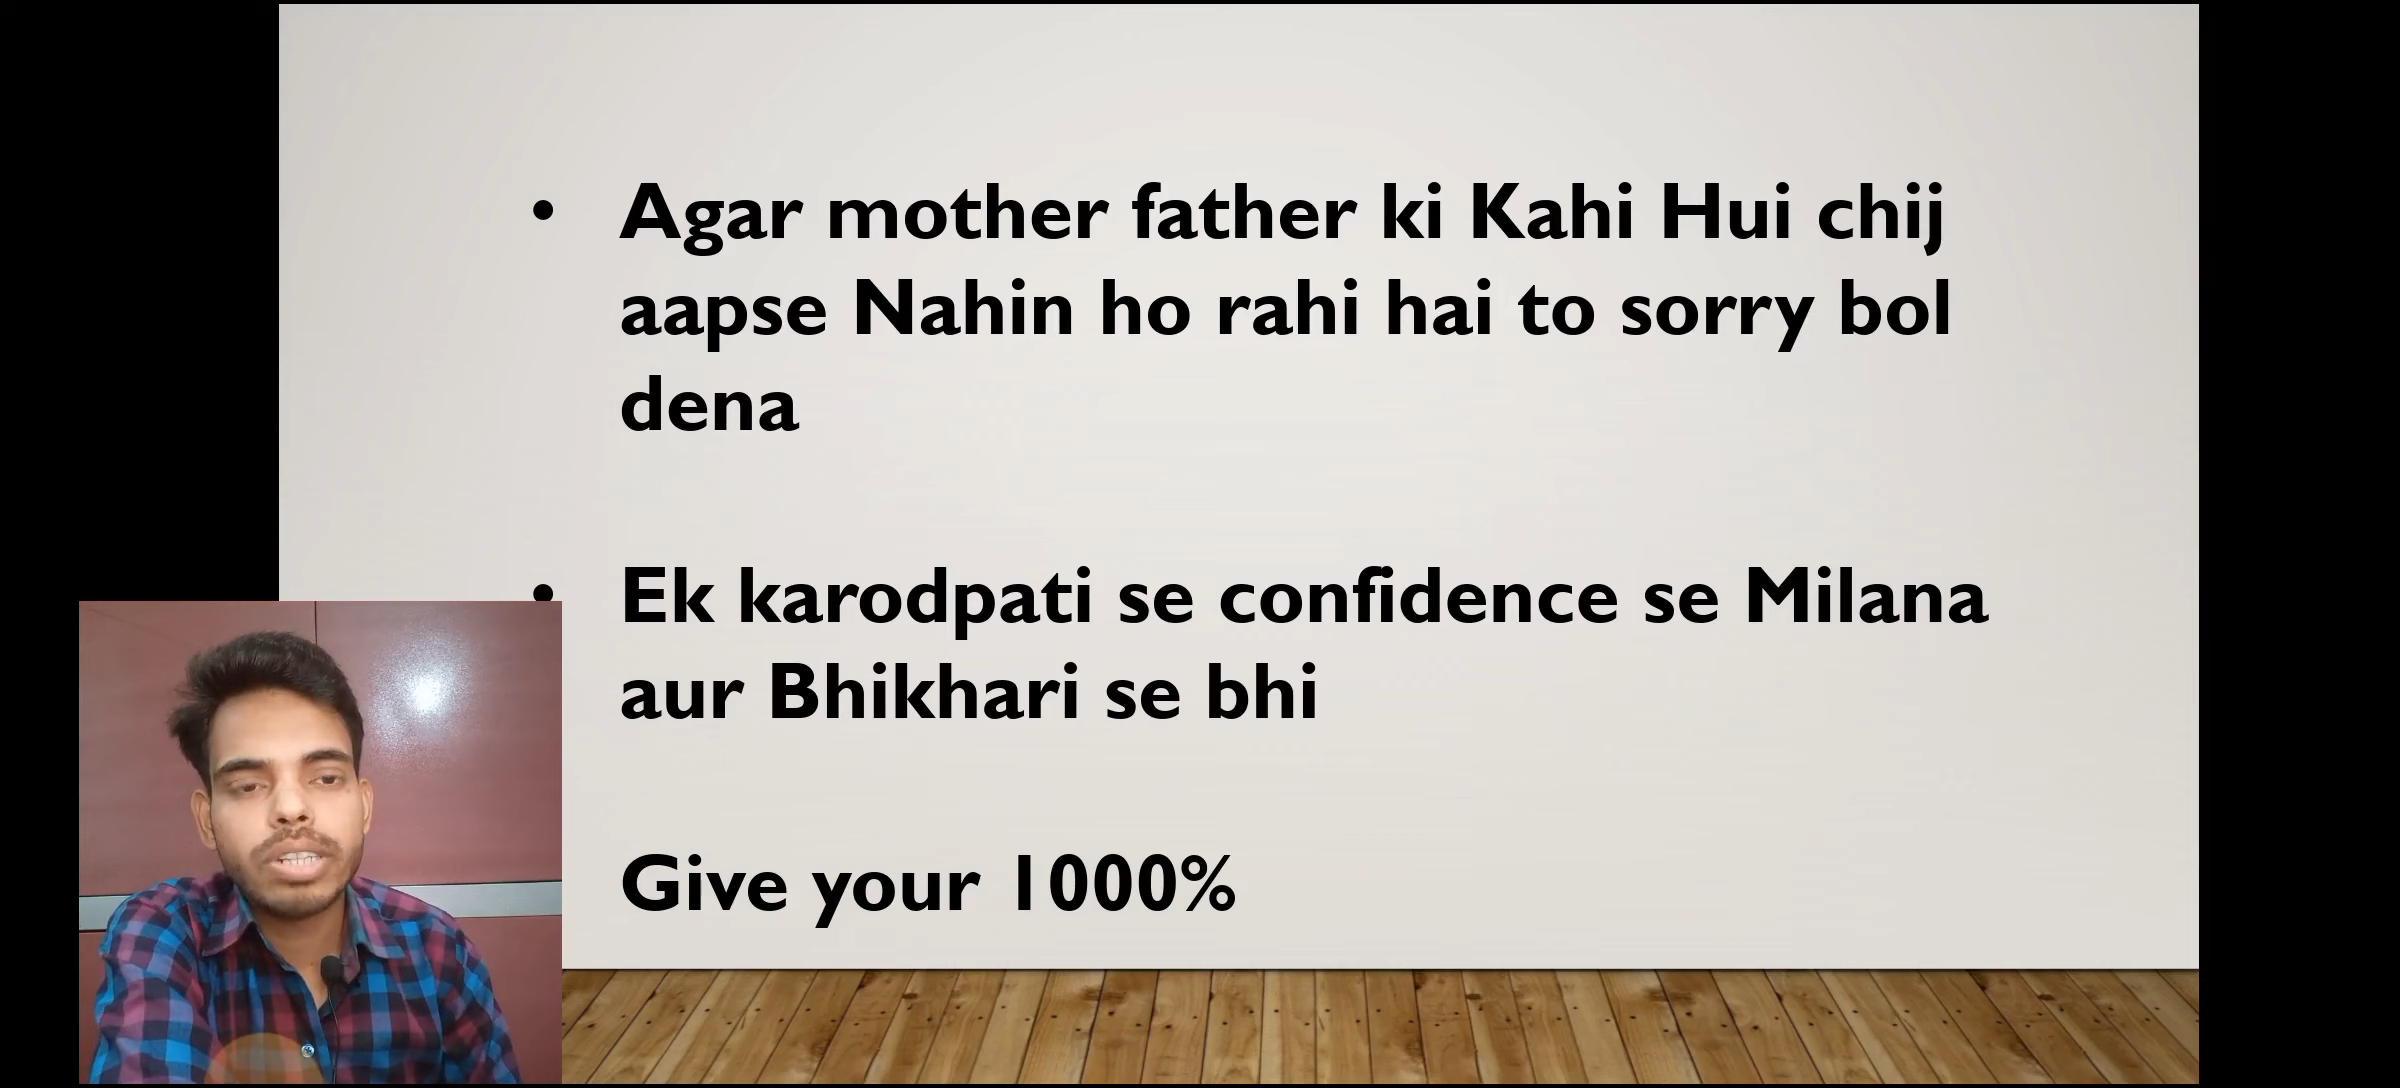 • Agar mother father ki Kahi Hui chij
aapse Nahin ho rahi hai to sorry bol
dena
• Ek karodpati se confidence se Milana
aur Bhikhari se bhi
Give your 1000%